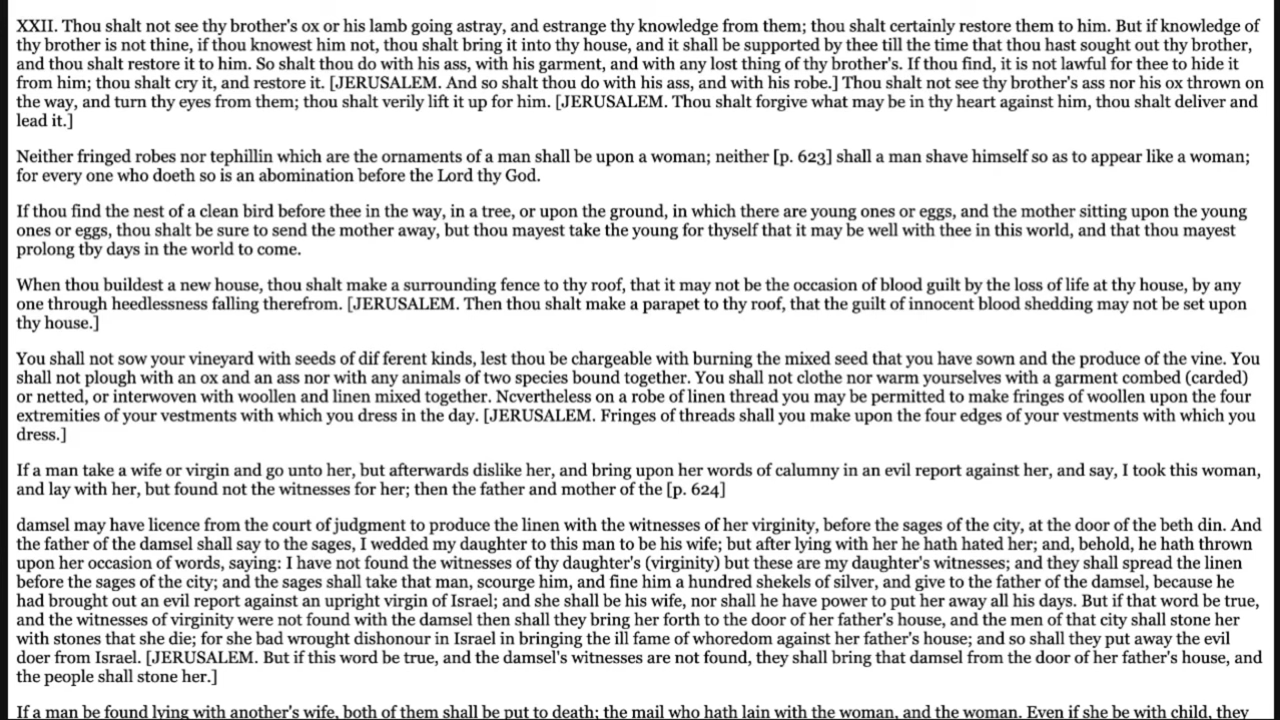 XXII. Thou shalt not see thy brother's ox or his lamb going astray, and estrange thy knowledge from them; thou shalt certainly restore them to him. But if knowledge of
thy brother is not thine, if thou knowest him not, thou shalt bring it into thy house, and it shall be supported by thee till the time that thou hast sought out thy brother,
and thou shalt restore it to him. So shalt thou do with his ass, with his garment, and with any lost thing of thy brother's. If thou find, it is not lawful for thee to hide it
from him; thou shalt cry it, and restore it. [JERUSALEM. And so shalt thou do with his ass, and with his robe.] Thou shalt not see thy brother's ass nor his ox thrown on
the way, and turn thy eyes from them; thou shalt verily lift it up for him. [JERUSALEM. Thou shalt forgive what may be in thy heart against him, thou shalt deliver and
lead it.]
Neither fringed robes nor tephillin which are the ornaments of a man shall be upon a woman; neither [p. 623] shall a man shave himself so as to appear like a woman;
for every one who doeth so is an abomination before the Lord thy God.
If thou find the nest of a clean bird before thee in the way, in a tree, or upon the ground, in which there are young ones or eggs, and the mother sitting upon the young
ones or eggs, thou shalt be sure to send the mother away, but thou mayest take the young for thyself that it may be well with thee in this world, and that thou mayest
prolong tby days in the world to come.
When thou buildest a new house, thou shalt make a surrounding fence to thy roof, that it may not be the occasion of blood guilt by the loss of life at thy house, by any
one through heedlessness falling therefrom. [JERUSALEM. Then thou shalt make a parapet to thy roof, that the guilt of innocent blood shedding may not be set upon
thy house.]
You shall not sow your vineyard with seeds of dif ferent kinds, lest thou be chargeable with burning the mixed seed that you have sown and the produce of the vine. You
shall not plough with an ox and an ass nor with any animals of two species bound together. You shall not clothe nor warm yourselves with a garment combed (carded)
or netted, or interwoven with woollen and linen mixed together. Ncvertheless on a robe of linen thread you may be permitted to make fringes of woollen upon the four
extremities of your vestments with which you dress in the day. [JERUSALEM. Fringes of threads shall you make upon the four edges of your vestments with which you
dress.]
If a man take a wife or virgin and go unto her, but afterwards dislike her, and bring upon her words of calumny in an evil report against her, and say, I took this woman,
and lay with her, but found not the witnesses for her; then the father and mother of the [p. 624]
damsel may have licence from the court of judgment to produce the linen with the witnesses of her virginity, before the sages of the city, at the door of the beth din. And
the father of the damsel shall say to the sages, I wedded my daughter to this man to be his wife; but after lying with her he hath hated her; and, behold, he hath thrown
upon her occasion of words, saying: I have not found the witnesses of thy daughter's (virginity) but these are my daughter's witnesses; and they shall spread the linen
before the sages of the city; and the sages shall take that man, scourge him, and fine him a hundred shekels of silver, and give to the father of the damsel, because he
had brought out an evil report against an upright virgin of Israel; and she shall be his wife, nor shall he have power to put her away all his days. But if that word be true,
and the witnesses of virginity were not found with the damsel then shall they bring her forth to the door of her father's house, and the men of that city shall stone her
with stones that she die; for she bad wrought dishonour in Israel in bringing the ill fame of whoredom against her father's house; and so shall they put away the evil
doer from Israel. [JERUSALEM. But if this word be true, and the damsel's witnesses are not found, they shall bring that damsel from the door of her father's house, and
the people shall stone her.]
If a man be found lying with another's wife, both of them shall be put to death; the mail who hath lain with the woman, and the woman. Even if she be with child, they